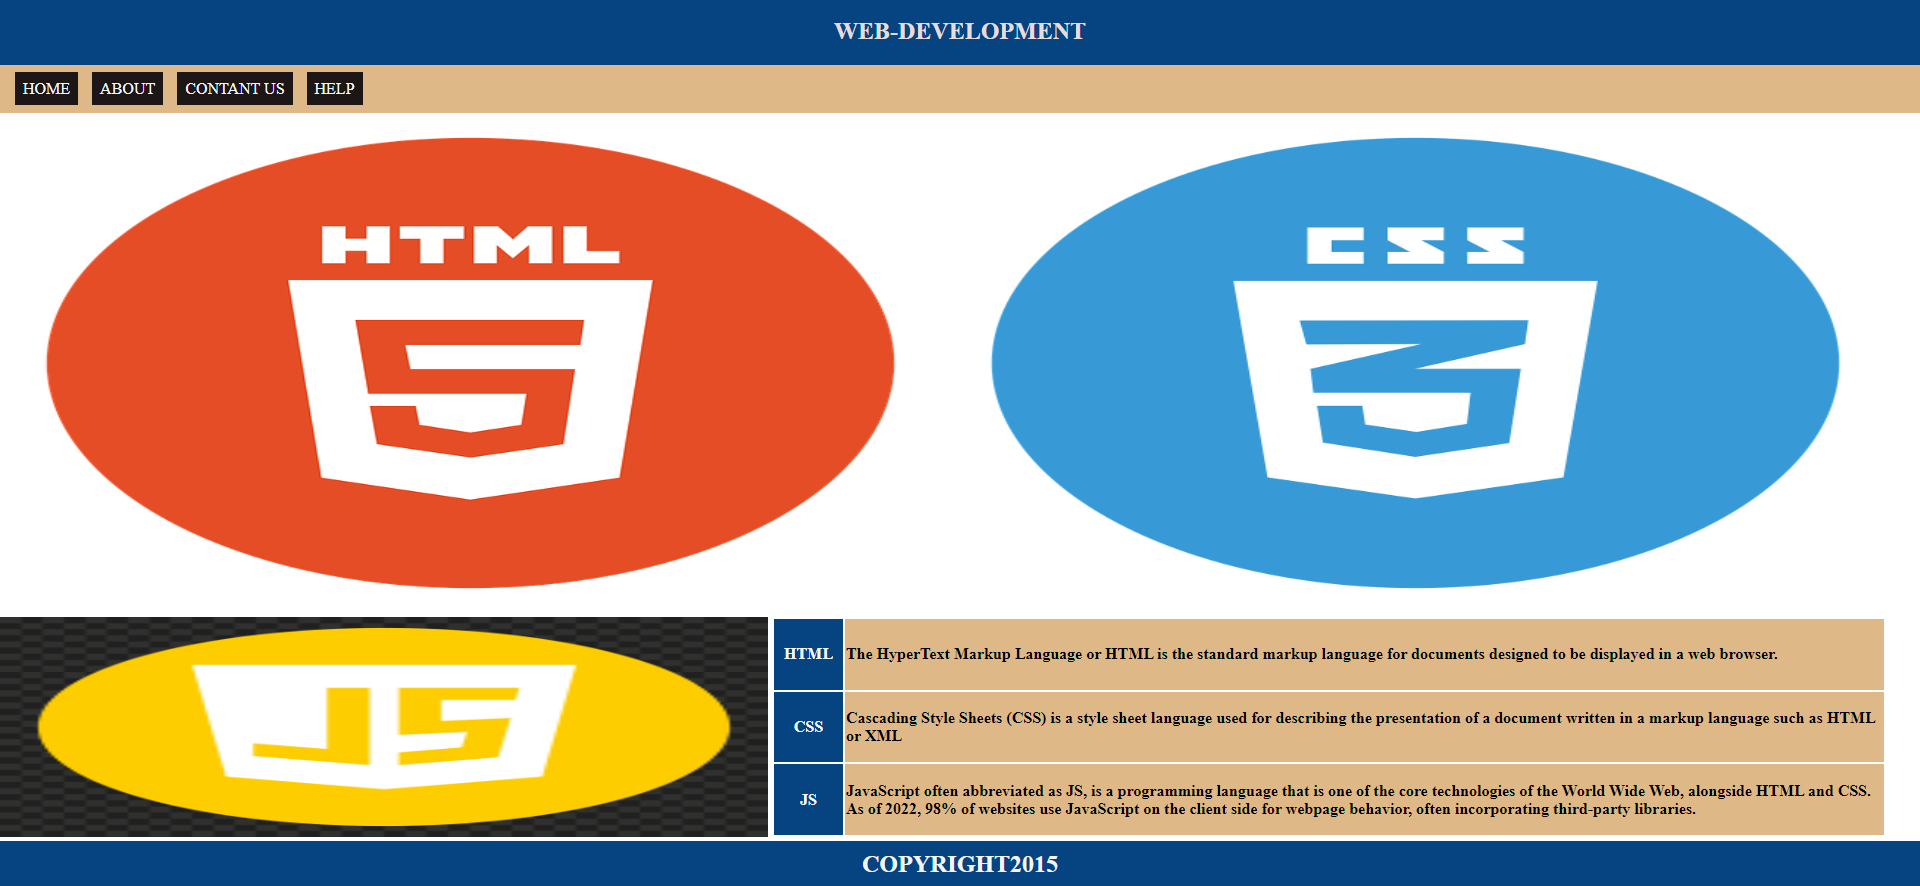 WEB-DEVELOPMENT
HOME ABOUT CONTANT US HELP
HTML
5
CSS
3
JS
HTML
The HyperText Markup Language or HTML is the standard markup language for documents designed to be displayed in a web browser.
CSS
Cascading Style Sheets (CSS) is a style sheet language used for describing the presentation of a document written in a markup language such as HTML
or XML
JS
JavaScript often abbreviated as JS, is a programming language that is one of the core technologies of the World Wide Web, alongside HTML and CSS.
As of 2022, 98% of websites use JavaScript on the client side for webpage behavior, often incorporating third-party libraries.
COPYRIGHT2015